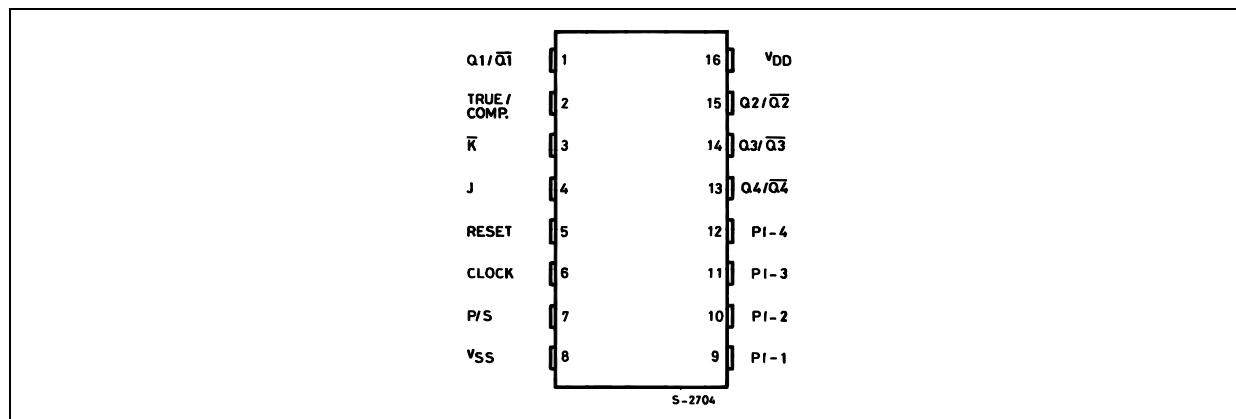 Q1/Q̅1̅ 1 16 VDD
TRUE/ 2 15 Q2/Q̅2̅
COMP.
K̅ 3 14 Q3/Q̅3̅
J 4 13 Q4/Q̅4̅
RESET 5 12 PI-4
CLOCK 6 11 PI-3
P/S 7 10 PI-2
VSS 8 9 PI-1
S-2704